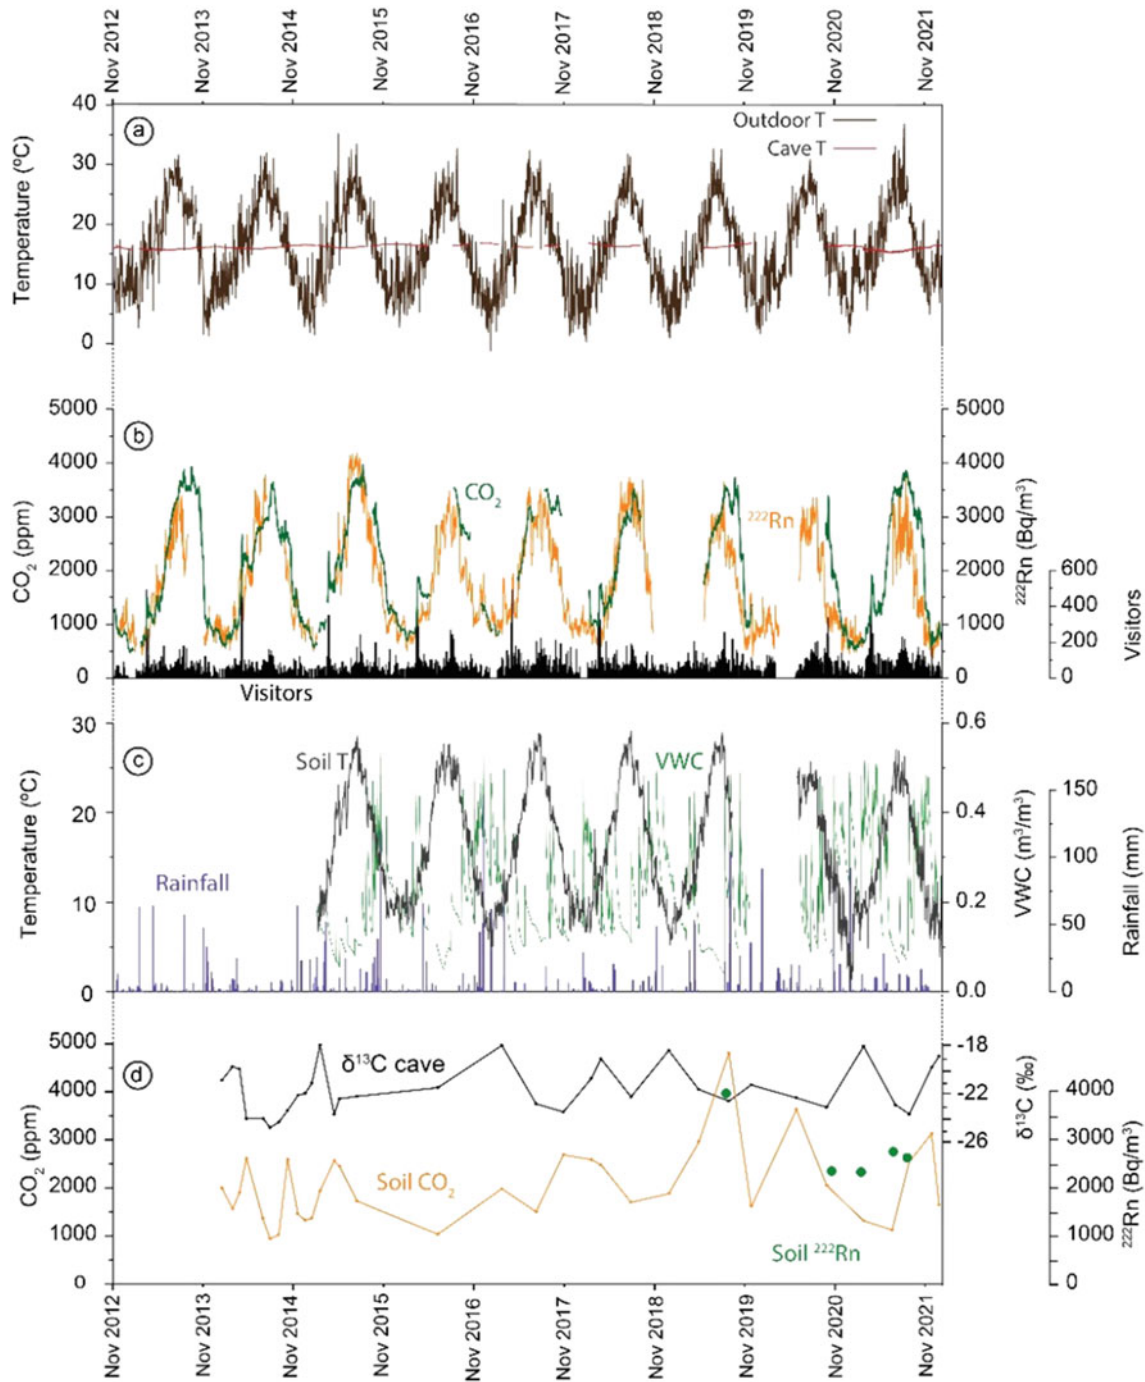 Nov 2012
Nov 2013
Nov 2014
Nov 2015
Nov 2016
Nov 2017
Nov 2018
Nov 2019
Nov 2020
Nov 2021
Temperature (ºC)
40
30
20
10
0
a
Outdoor T
Cave T
CO₂ (ppm)
5000
4000
3000
2000
1000
0
b
CO₂
²²²Rn
5000
4000
3000
2000
1000
0
²²²Rn (Bq/m³)
600
400
200
0
Visitors
Visitors
Temperature (ºC)
30
20
10
0
c
Soil T
VWC
Rainfall
0.6
0.4
0.2
0.0
VWC (m³/m³)
150
100
50
0
Rainfall (mm)
CO₂ (ppm)
5000
4000
3000
2000
1000
0
d
δ¹³C cave
Soil CO₂
Soil ²²²Rn
-18
-22
-26
δ¹³C (‰)
4000
3000
2000
1000
0
²²²Rn (Bq/m³)
Nov 2012
Nov 2013
Nov 2014
Nov 2015
Nov 2016
Nov 2017
Nov 2018
Nov 2019
Nov 2020
Nov 2021